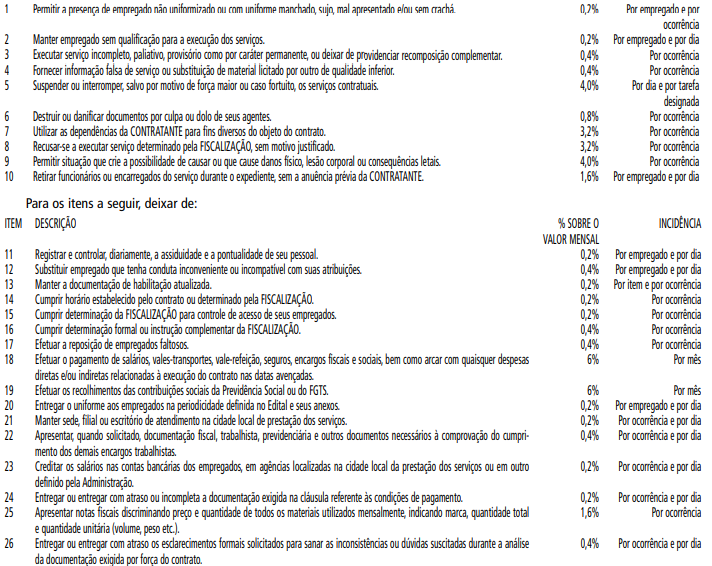 1 Permitir a presença de empregado não uniformizado ou com uniforme manchado, sujo, mal apresentado e/ou sem crachá. 0,2% Por empregado e por
ocorrência
2 Manter empregado sem qualificação para a execução dos serviços. 0,2% Por empregado e por dia
3 Executar serviço incompleto, paliativo, provisório como por caráter permanente, ou deixar de providenciar recomposição complementar. 0,4% Por ocorrência
4 Fornecer informação falsa de serviço ou substituição de material licitado por outro de qualidade inferior. 0,4% Por ocorrência
5 Suspender ou interromper, salvo por motivo de força maior ou caso fortuito, os serviços contratuais. 4,0% Por dia e por tarefa
designada
6 Destruir ou danificar documentos por culpa ou dolo de seus agentes. 0,8% Por ocorrência
7 Utilizar as dependências da CONTRATANTE para fins diversos do objeto do contrato. 3,2% Por ocorrência
8 Recusar-se a executar serviço determinado pela FISCALIZAÇÃO, sem motivo justificado. 3,2% Por ocorrência
9 Permitir situação que crie a possibilidade de causar ou que cause danos físico, lesão corporal ou consequências letais. 4,0% Por ocorrência
10 Retirar funcionários ou encarregados do serviço durante o expediente, sem a anuência prévia da CONTRATANTE. 1,6% Por empregado e por dia
Para os itens a seguir, deixar de:
ITEM DESCRIÇÃO % SOBRE O INCIDÊNCIA
VALOR MENSAL
11 Registrar e controlar, diariamente, a assiduidade e a pontualidade de seu pessoal. 0,2% Por empregado e por dia
12 Substituir empregado que tenha conduta inconveniente ou incompatível com suas atribuições. 0,4% Por empregado e por dia
13 Manter a documentação de habilitação atualizada. 0,2% Por item e por ocorrência
14 Cumprir horário estabelecido pelo contrato ou determinado pela FISCALIZAÇÃO. 0,2% Por ocorrência
15 Cumprir determinação da FISCALIZAÇÃO para controle de acesso de seus empregados. 0,2% Por ocorrência
16 Cumprir determinação formal ou instrução complementar da FISCALIZAÇÃO. 0,4% Por ocorrência
17 Efetuar a reposição de empregados faltosos. 0,4% Por ocorrência
18 Efetuar o pagamento de salários, vales-transportes, vale-refeição, seguros, encargos fiscais e sociais, bem como arcar com quaisquer despesas 6% Por mês
diretas e/ou indiretas relacionadas à execução do contrato nas datas avençadas.
19 Efetuar os recolhimentos das contribuições sociais da Previdência Social ou do FGTS. 6% Por mês
20 Entregar o uniforme aos empregados na periodicidade definida no Edital e seus anexos. 0,2% Por empregado e por dia
21 Manter sede, filial ou escritório de atendimento na cidade local de prestação dos serviços. 0,2% Por ocorrência e por dia
22 Apresentar, quando solicitado, documentação fiscal, trabalhista, previdenciária e outros documentos necessários à comprovação do cumpri- 0,4% Por ocorrência e por dia
mento dos demais encargos trabalhistas.
23 Creditar os salários nas contas bancárias dos empregados, em agências localizadas na cidade local da prestação dos serviços ou em outro 0,2% Por ocorrência e por dia
definido pela Administração.
24 Entregar ou entregar com atraso ou incompleta a documentação exigida na cláusula referente às condições de pagamento. 0,2% Por ocorrência e por dia
25 Apresentar notas fiscais discriminando preço e quantidade de todos os materiais utilizados mensalmente, indicando marca, quantidade total 1,6% Por ocorrência
e quantidade unitária (volume, peso etc.).
26 Entregar ou entregar com atraso os esclarecimentos formais solicitados para sanar as inconsistências ou dúvidas suscitadas durante a análise 0,4% Por ocorrência e por dia
da documentação exigida por força do contrato.